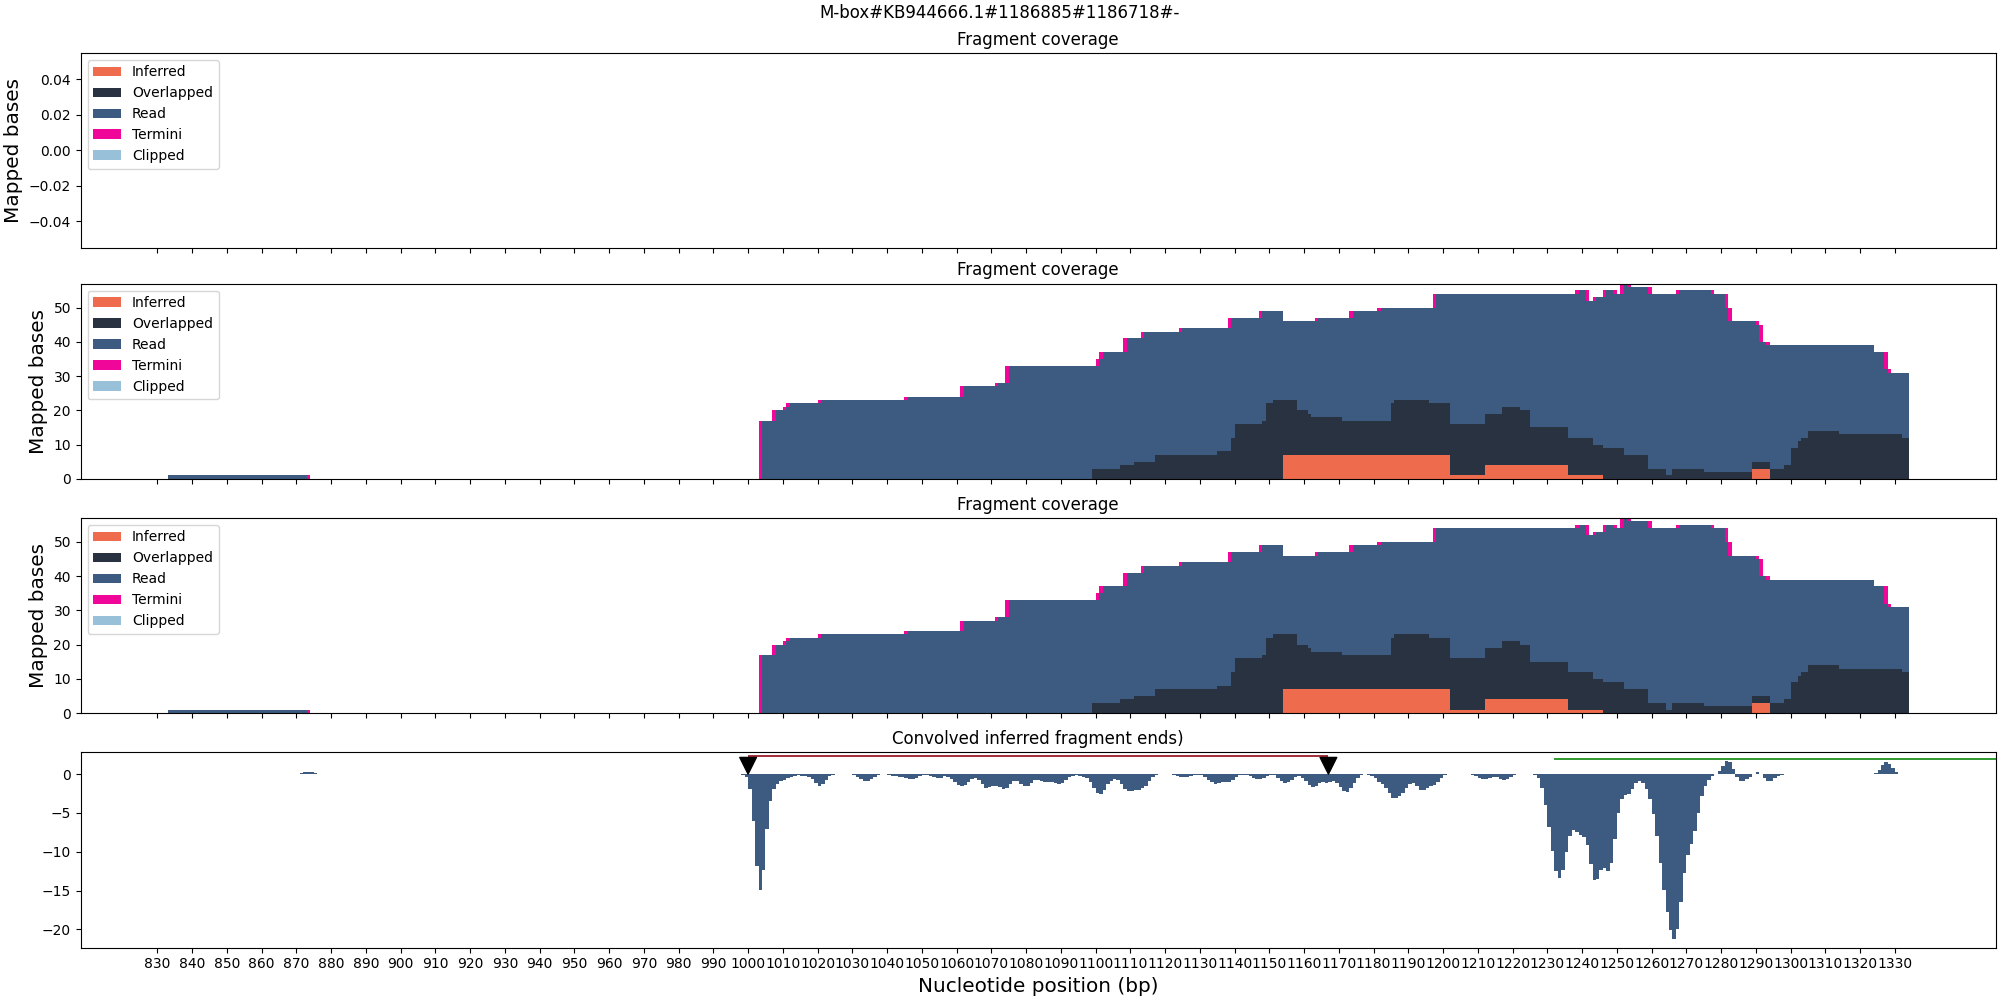 M-box#KB944666.1#1186885#1186718#-
Fragment coverage
Mapped bases
0.04
0.02
0.00
−0.02
−0.04
Inferred
Overlapped
Read
Termini
Clipped
Fragment coverage
Mapped bases
50
40
30
20
10
0
Inferred
Overlapped
Read
Termini
Clipped
Fragment coverage
Mapped bases
50
40
30
20
10
0
Inferred
Overlapped
Read
Termini
Clipped
Convolved inferred fragment ends)
0
−5
−10
−15
−20
830 840 850 860 870 880 890 900 910 920 930 940 950 960 970 980 990 1000 1010 1020 1030 1040 1050 1060 1070 1080 1090 1100 1110 1120 1130 1140 1150 1160 1170 1180 1190 1200 1210 1220 1230 1240 1250 1260 1270 1280 1290 1300 1310 1320 1330
Nucleotide position (bp)